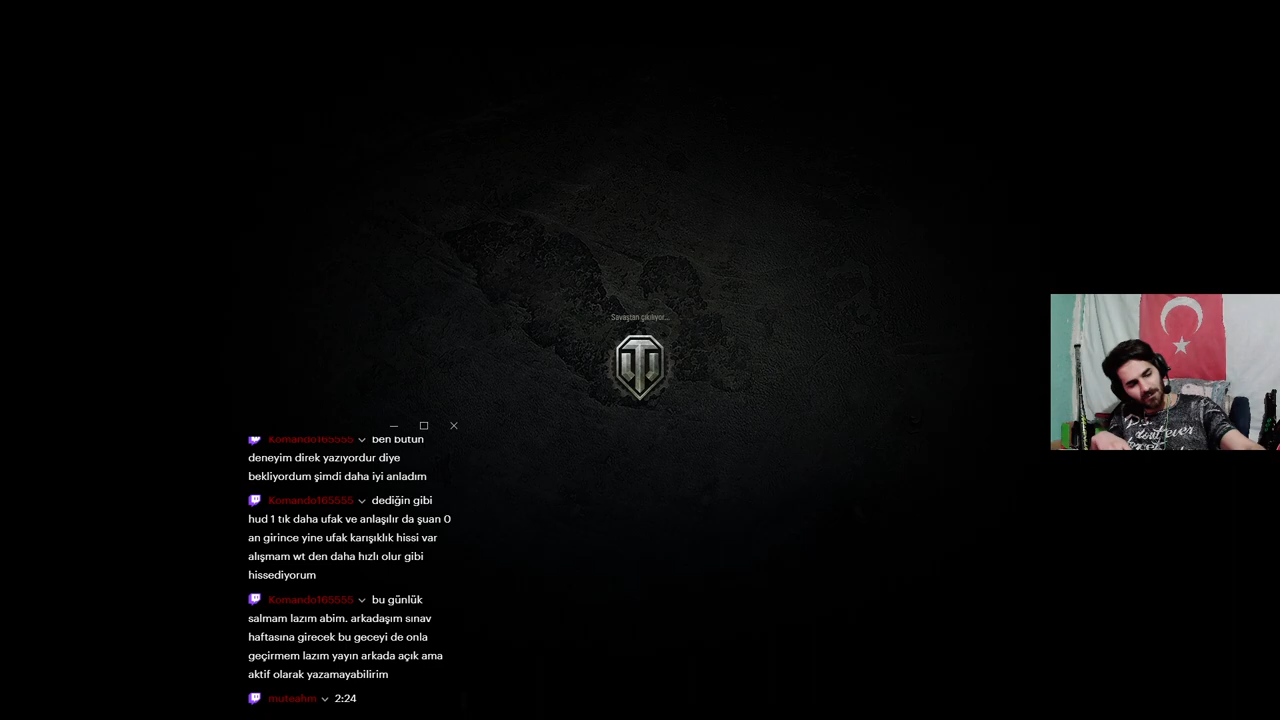 Savaştan çıkılıyor...
Komando165555 ben bütün
deneyim direk yazıyordur diye
bekliyordum şimdi daha iyi anladım
Komando165555 dediğin gibi
hud 1 tık daha ufak ve anlaşılır da şuan 0
an girince yine ufak karışıklık hissi var
alışmam wt den daha hızlı olur gibi
hissediyorum
Komando165555 bu günlük
salmam lazım abim. arkadaşım sınav
haftasına girecek bu geceyi de onla
geçirmem lazım yayın arkada açık ama
aktif olarak yazamayabilirim
muteahm 2:24